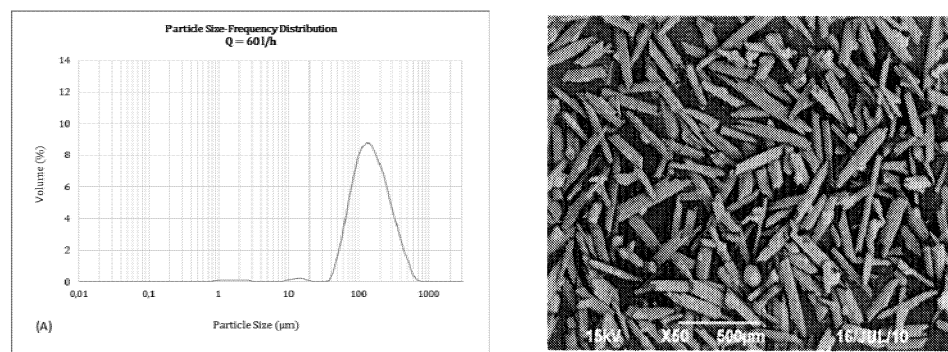 Particle Size-Frequency Distribution
Q = 60 l/h
14
12
10
8
6
4
2
0
Volume (%)
0,01 0,1 1 10 100 1000
Particle Size (µm)
(A)
15kV X50 500µm 16/JUL/10